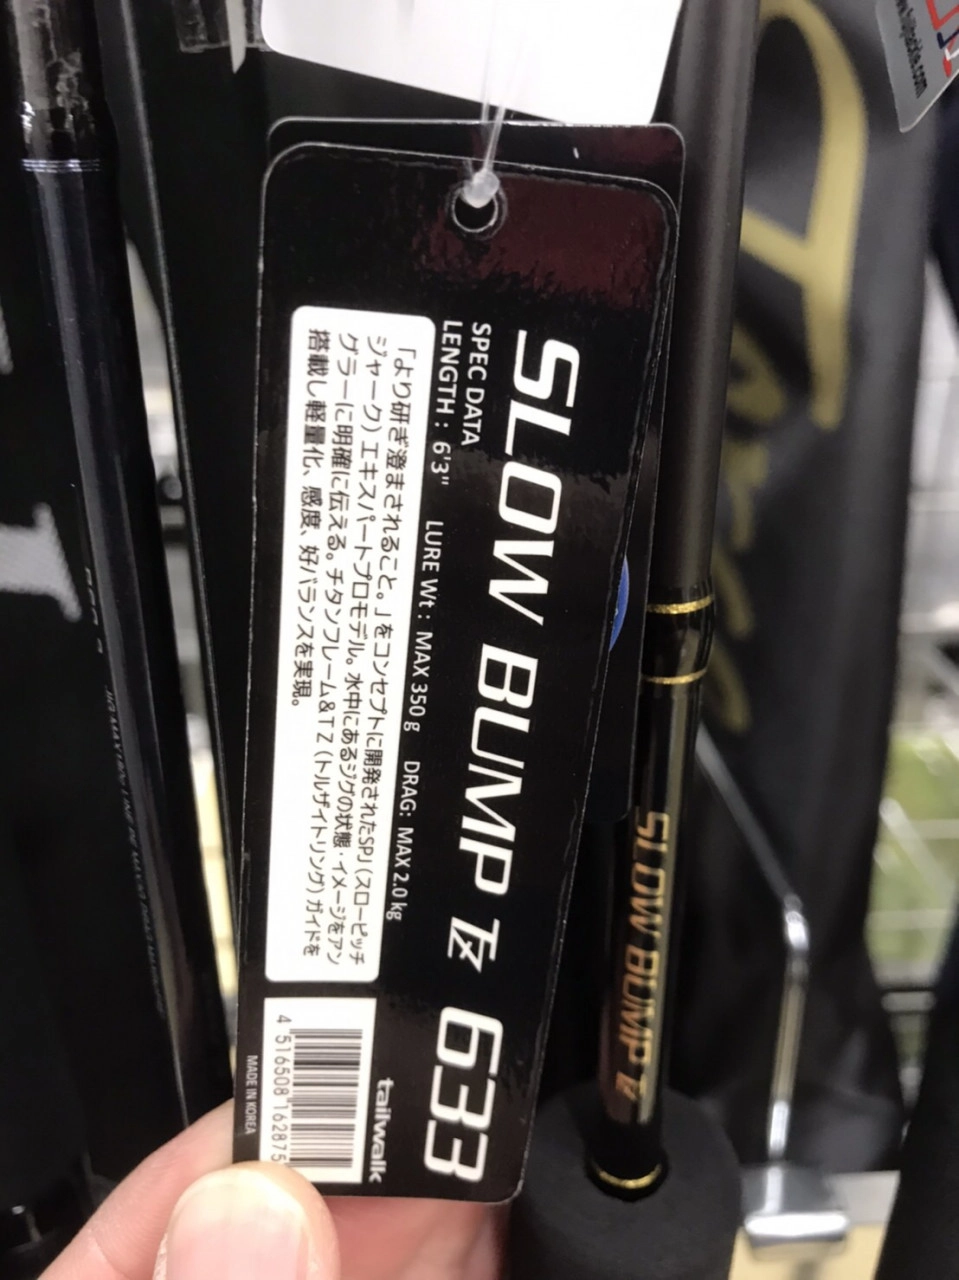 SLOW BUMP TZ 633
SPEC DATA
LENGTH : 6'3" LURE Wt : MAX 350 g DRAG: MAX 2.0 kg
「より研ぎ澄まされること。」をコンセプトに開発されたSPJ(スローピッチ
ジャーク)エキスパートプロモデル。水中にあるジグの状態・イメージをアン
グラーに明確に伝える。チタンフレーム&TZ(トルザイトリング)ガイドを
搭載し軽量化、感度、好バランスを実現。
tailwalk
4 516508 162875
MADE IN KOREA
SLOW BUMP TZ